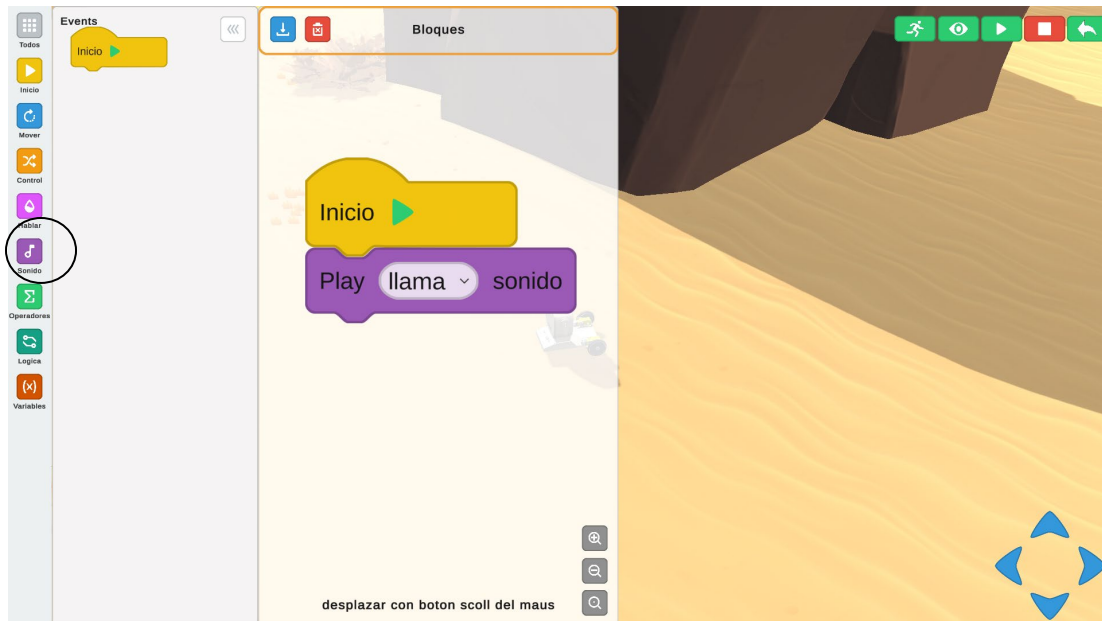 Todos
Inicio
Mover
Control
Hablar
Sonido
Operadores
Logica
(x)
Variables
Events
Inicio
Bloques
Inicio
Play llama sonido
desplazar con boton scoll del maus